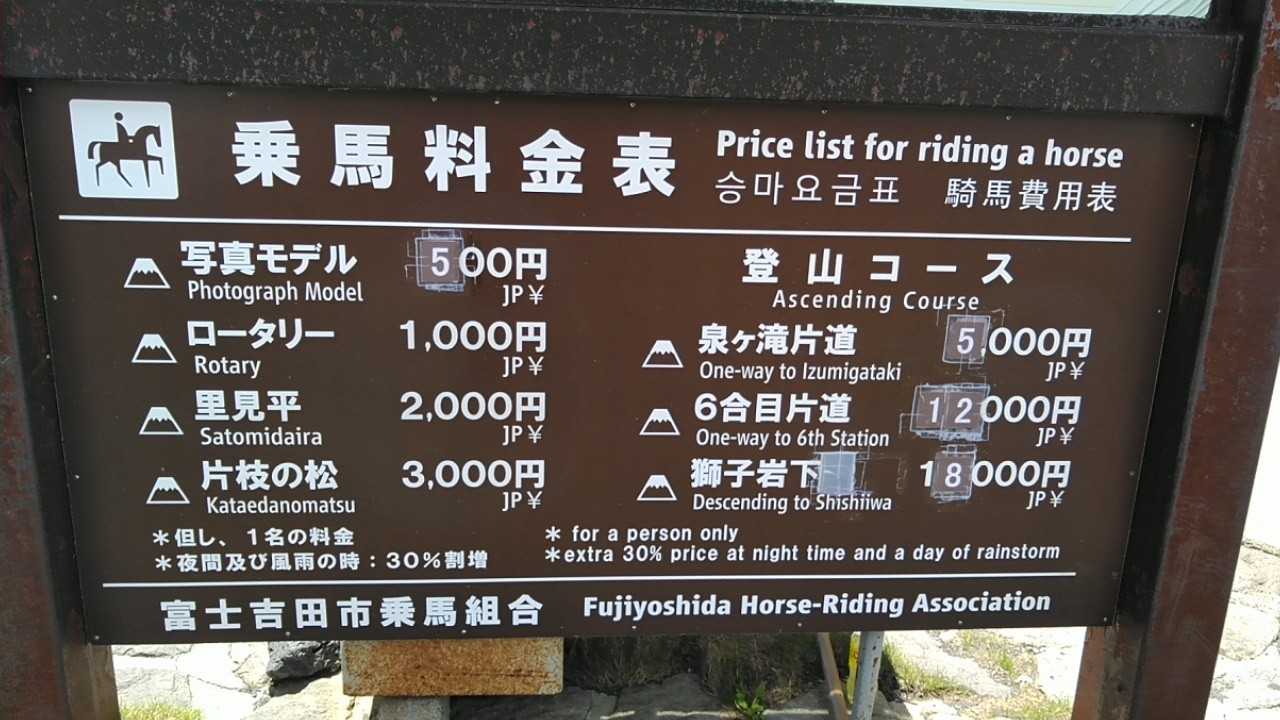 乗馬料金表 Price list for riding a horse
승마요금표 騎馬費用表
写真モデル 500円
Photograph Model JP¥
ロータリー 1,000円
Rotary JP¥
里見平 2,000円
Satomidaira JP¥
片枝の松 3,000円
Kataedanomatsu JP¥
登山コース
Ascending Course
泉ヶ滝片道 5,000円
One-way to Izumigataki JP¥
6合目片道 12000円
One-way to 6th Station JP¥
獅子岩下 18000円
Descending to Shishiiwa JP¥
*但し、1名の料金
*夜間及び風雨の時:30%割増
* for a person only
*extra 30% price at night time and a day of rainstorm
富士吉田市乗馬組合 Fujiyoshida Horse-Riding Association